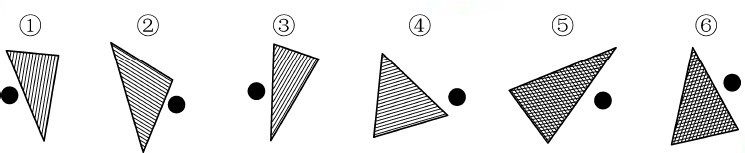 ① ② ③ ④ ⑤ ⑥